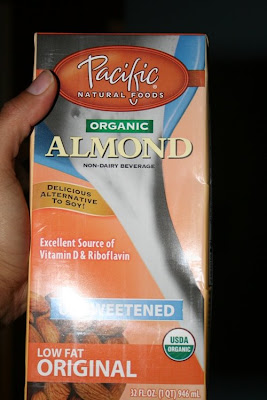 Pacific
NATURAL FOODS
ORGANIC
ALMOND
NON-DAIRY BEVERAGE
DELICIOUS
ALTERNATIVE
TO SOY!
Excellent Source of
Vitamin D & Riboflavin
UNSWEETENED
USDA
ORGANIC
LOW FAT
ORIGINAL
32 FL OZ (1 QT) 946 mL